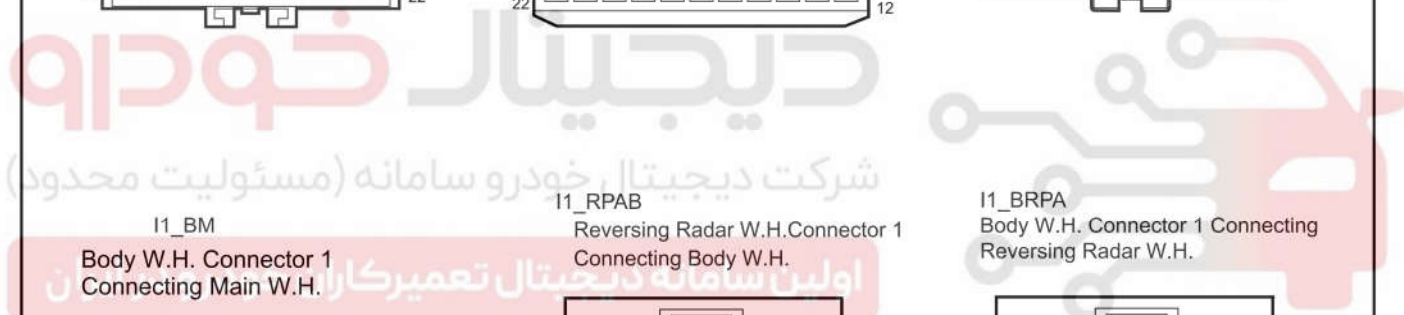 22
22
12
دیجیتال خودرو
شرکت دیجیتال خودرو سامانه (مسئولیت محدود)
I1_BM
Body W.H. Connector 1
Connecting Main W.H.
I1_RPAB
Reversing Radar W.H.Connector 1
Connecting Body W.H.
I1_BRPA
Body W.H. Connector 1 Connecting
Reversing Radar W.H.
اولین سامانه دیجیتال تعمیرکاران خودرو در ایران